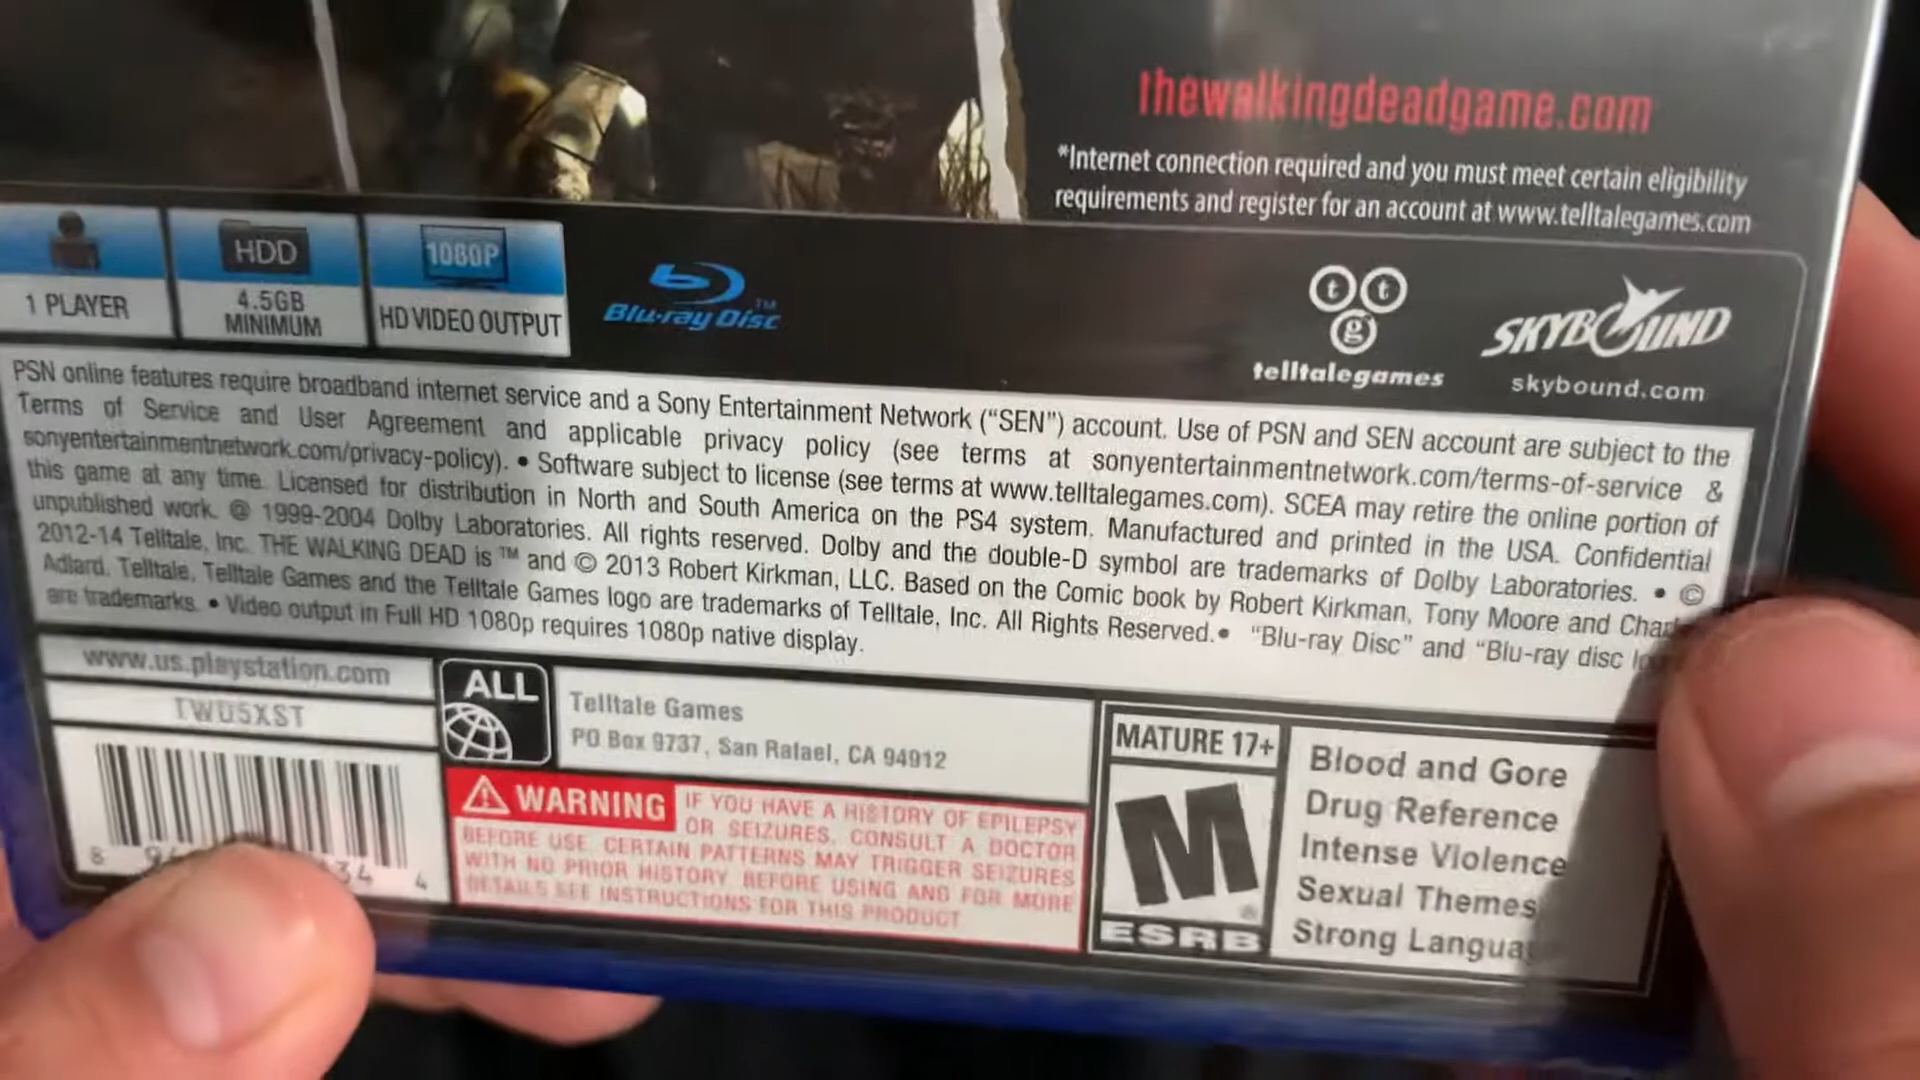 thewalkingdeadgame.com
*Internet connection required and you must meet certain eligibility
requirements and register for an account at www.telltalegames.com
1 PLAYER
HDD
4.5GB
MINIMUM
1080P
HD VIDEO OUTPUT
Blu-ray Disc™
t t g
telltalegames
SKYBOUND
skybound.com
PSN online features require broadband internet service and a Sony Entertainment Network (“SEN”) account. Use of PSN and SEN account are subject to the
Terms of Service and User Agreement and applicable privacy policy (see terms at sonyentertainmentnetwork.com/terms-of-service &
sonyentertainmentnetwork.com/privacy-policy). • Software subject to license (see terms at www.telltalegames.com). SCEA may retire the online portion of
this game at any time. Licensed for distribution in North and South America on the PS4 system. Manufactured and printed in the USA. Confidential
unpublished work. @ 1999-2004 Dolby Laboratories. All rights reserved. Dolby and the double-D symbol are trademarks of Dolby Laboratories. • ©
2012-14 Telltale, Inc. THE WALKING DEAD is ™ and © 2013 Robert Kirkman, LLC. Based on the Comic book by Robert Kirkman, Tony Moore and
Adlard. Telltale, Telltale Games and the Telltale Games logo are trademarks of Telltale, Inc. All Rights Reserved.• “Blu-ray Disc” and “Blu-ray disc
are trademarks. • Video output in Full HD 1080p requires 1080p native display.
www.us.playstation.com
TWD5XST
8 34 4
ALL
Telltale Games
PO Box 9737, San Rafael, CA 94912
WARNING IF YOU HAVE A HISTORY OF EPILEPSY
OR SEIZURES, CONSULT A DOCTOR
BEFORE USE. CERTAIN PATTERNS MAY TRIGGER SEIZURES
WITH NO PRIOR HISTORY. BEFORE USING AND FOR MORE
DETAILS SEE INSTRUCTIONS FOR THIS PRODUCT
MATURE 17+
M®
ESRB
Blood and Gore
Drug Reference
Intense Violence
Sexual Themes
Strong